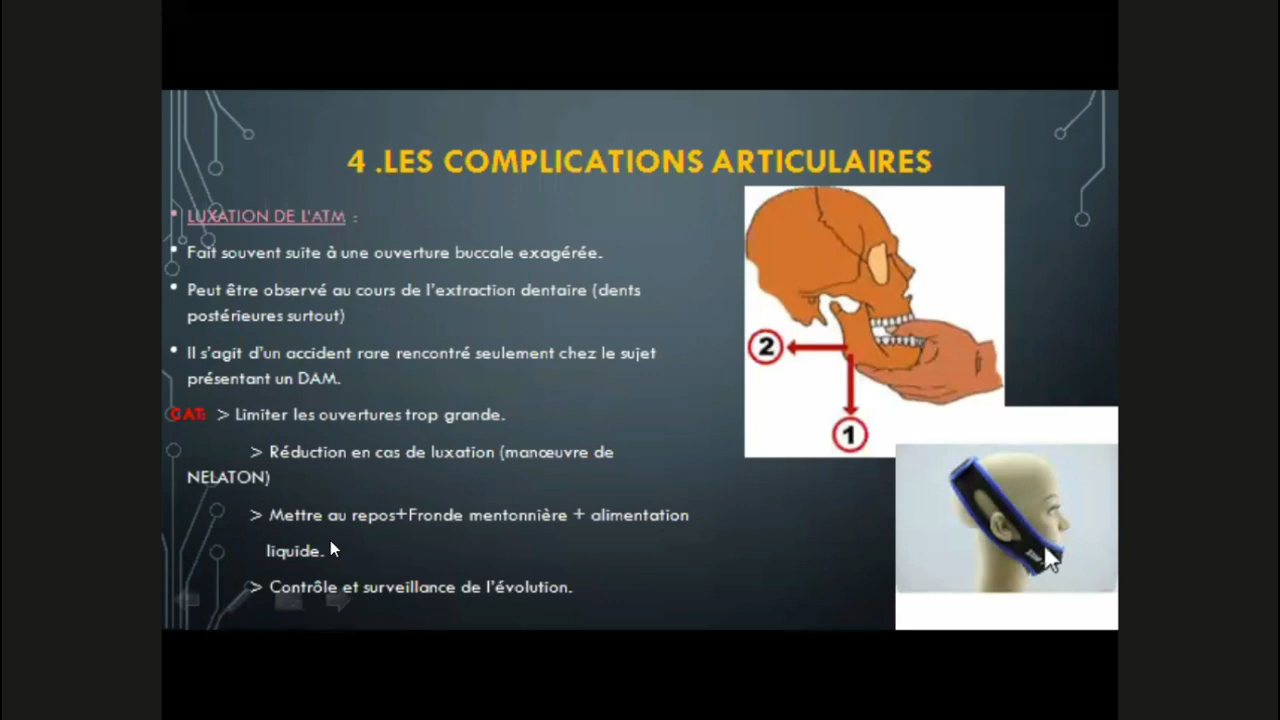 4 .LES COMPLICATIONS ARTICULAIRES
• LUXATION DE L'ATM :
• Fait souvent suite à une ouverture buccale exagérée.
• Peut être observé au cours de l'extraction dentaire (dents
postérieures surtout)
• Il s'agit d'un accident rare rencontré seulement chez le sujet
présentant un DAM.
CAT: > Limiter les ouvertures trop grande.
> Réduction en cas de luxation (manœuvre de
NELATON)
> Mettre au repos+Fronde mentonnière + alimentation
liquide.
> Contrôle et surveillance de l'évolution.
2
1